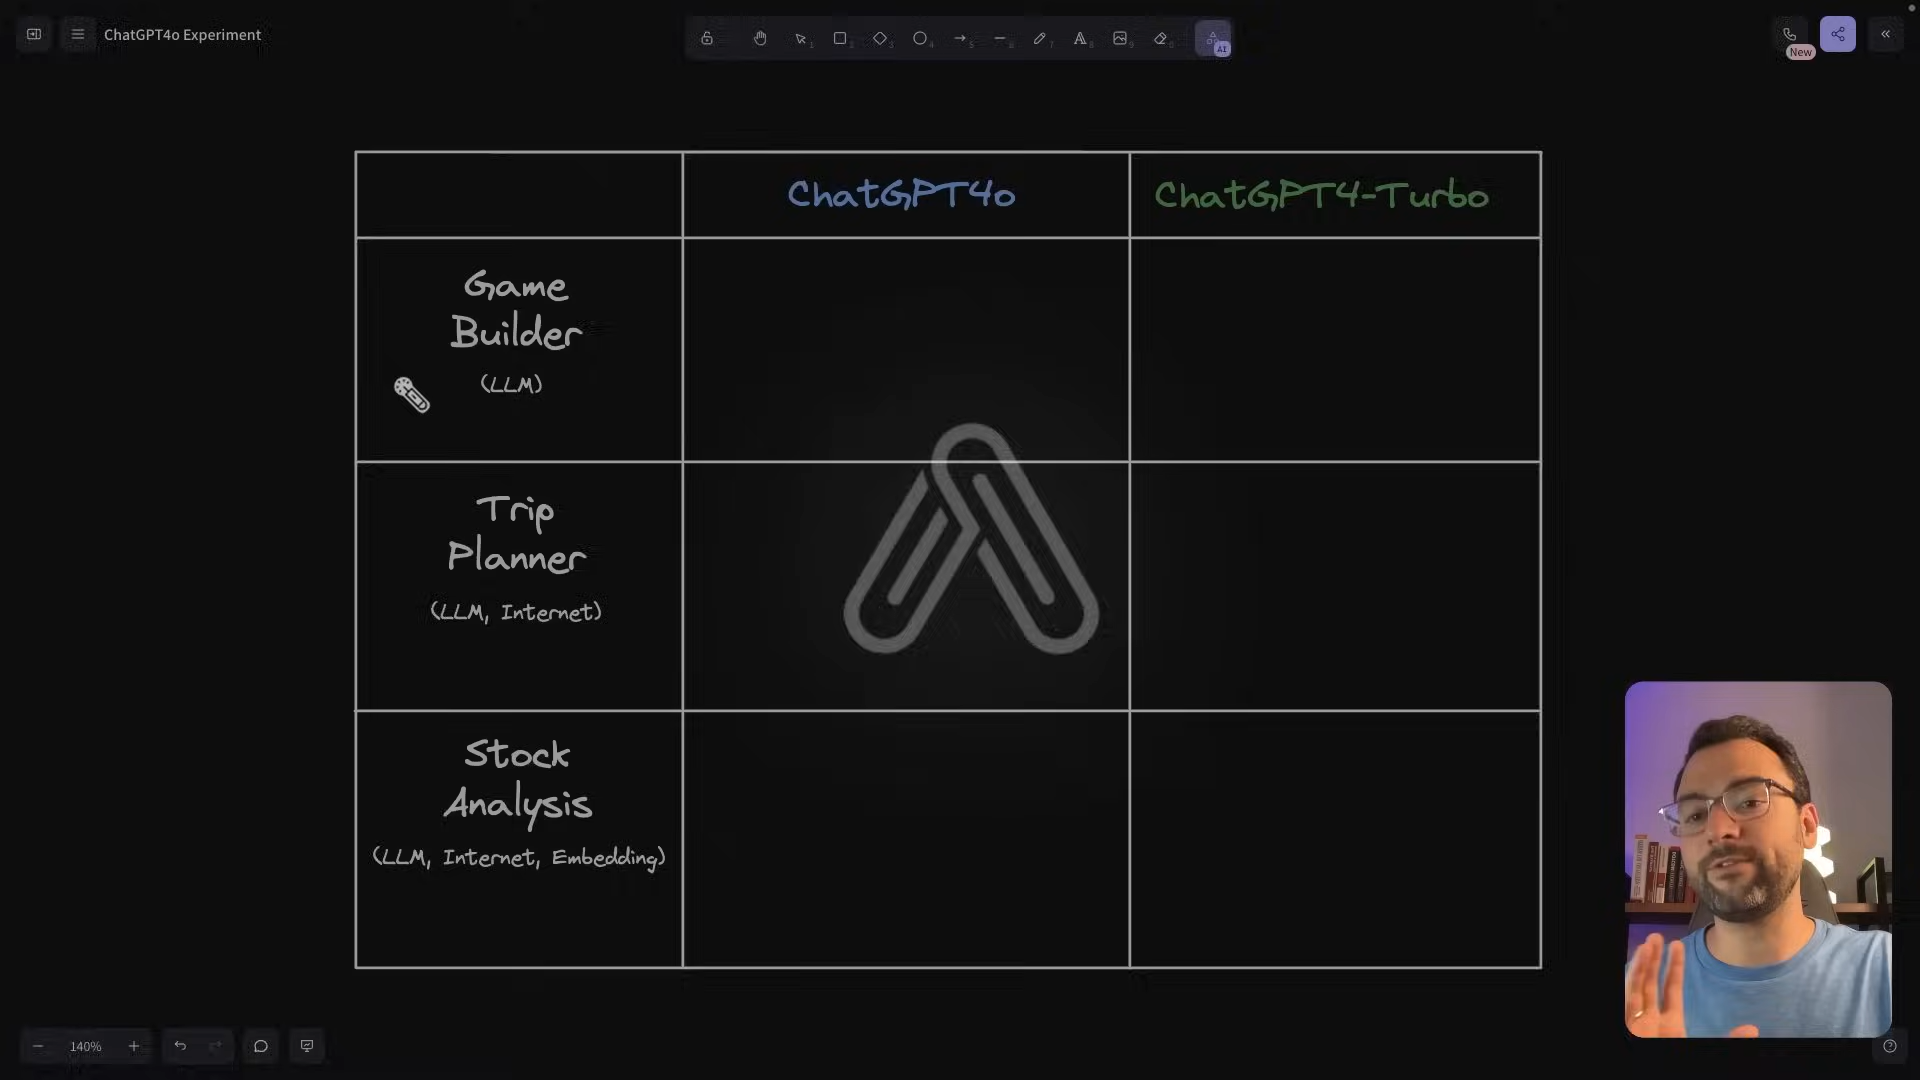 ChatGPT4o Experiment
AI
New
ChatGPT4o
ChatGPT4-Turbo
Game
Builder
(LLM)
Trip
Planner
(LLM, Internet)
Stock
Analysis
(LLM, Internet, Embedding)
140%